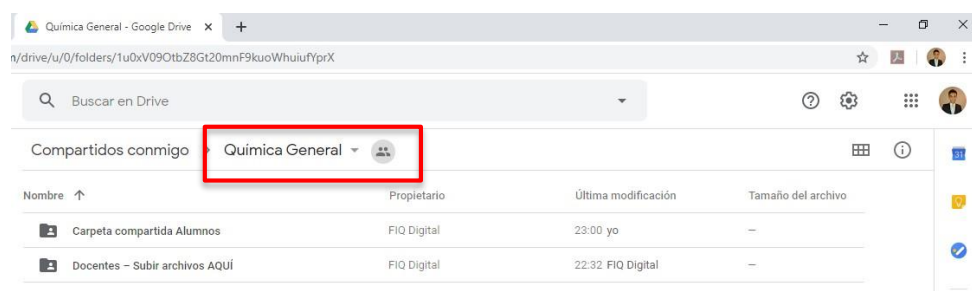 Química General - Google Drive
n/drive/u/0/folders/1u0xV09OtbZ8Gt20mnF9kuoWhuiufYprX
Buscar en Drive
Compartidos conmigo > Química General
31
Nombre ↑ Propietario Última modificación Tamaño del archivo
Carpeta compartida Alumnos FIQ Digital 23:00 yo –
Docentes – Subir archivos AQUÍ FIQ Digital 22:32 FIQ Digital –